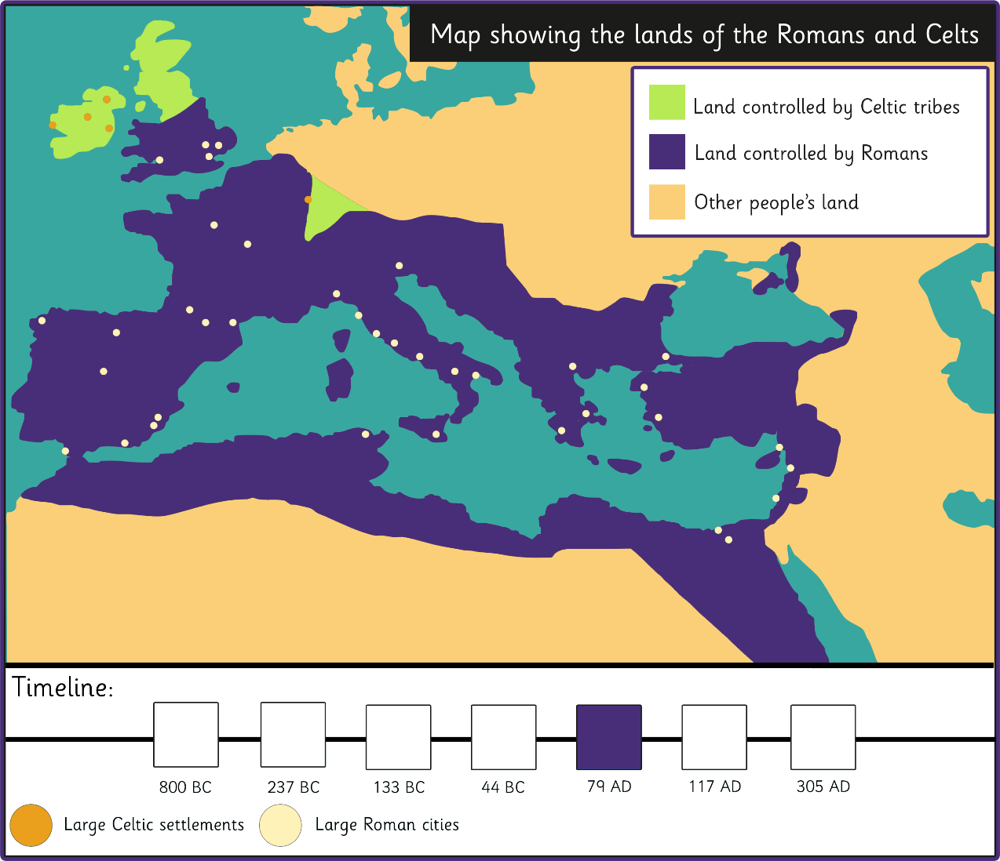 Map showing the lands of the Romans and Celts
Land controlled by Celtic tribes
Land controlled by Romans
Other people's land
Timeline:
800 BC
237 BC
133 BC
44 BC
79 AD
117 AD
305 AD
Large Celtic settlements
Large Roman cities